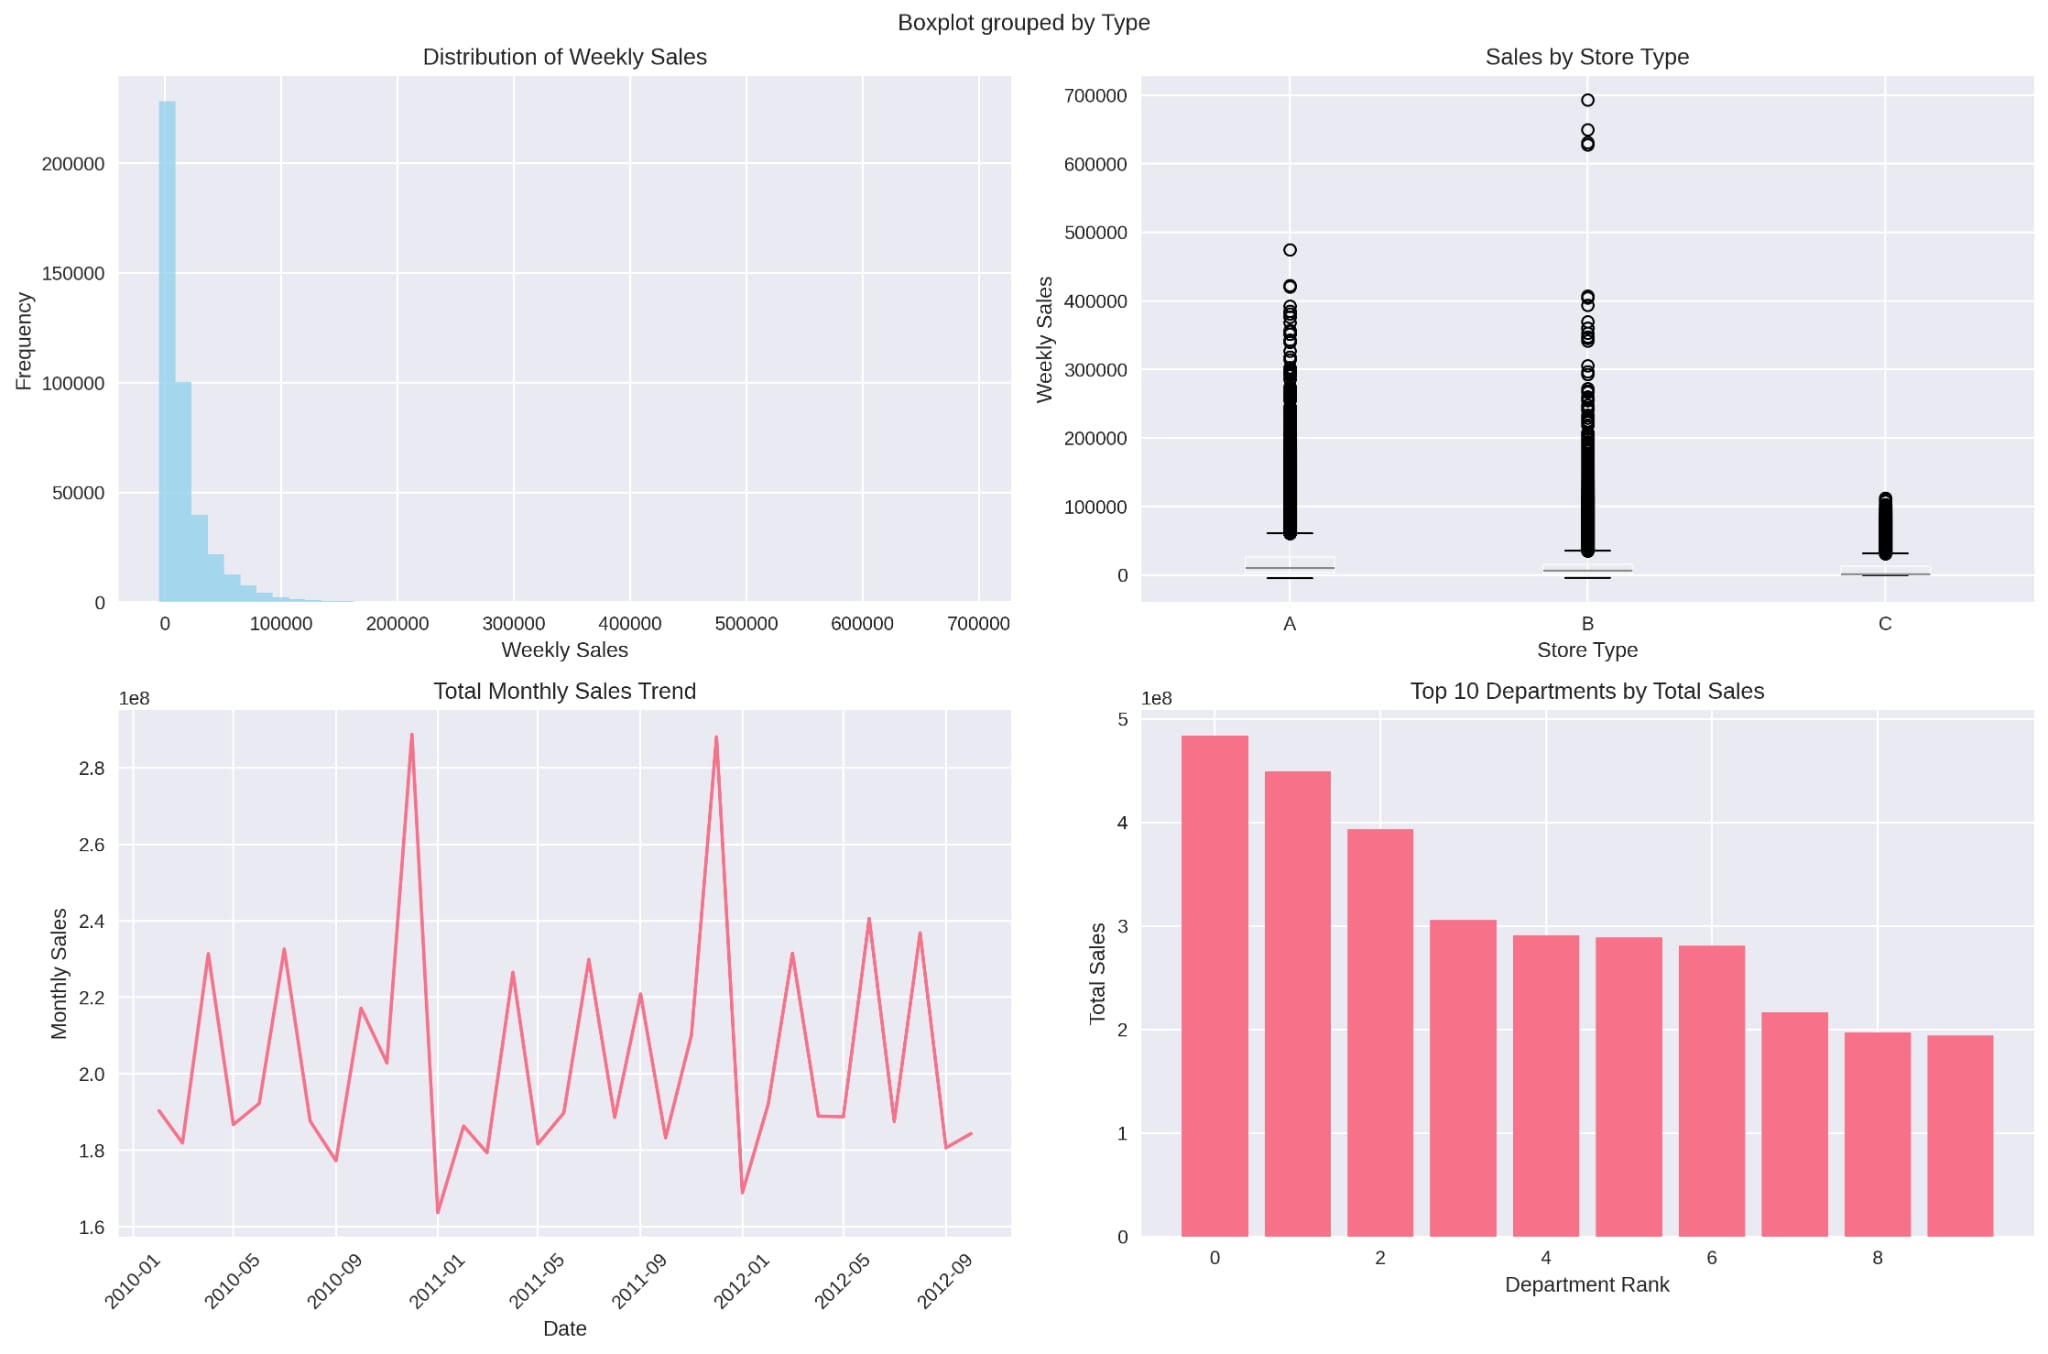 Boxplot grouped by Type
Distribution of Weekly Sales
200000
150000
100000
50000
0
Frequency
0 100000 200000 300000 400000 500000 600000 700000
Weekly Sales
Sales by Store Type
700000
600000
500000
400000
300000
200000
100000
0
Weekly Sales
A B C
Store Type
Total Monthly Sales Trend
1e8
2.8
2.6
2.4
2.2
2.0
1.8
1.6
Monthly Sales
2010-01 2010-05 2010-09 2011-01 2011-05 2011-09 2012-01 2012-05 2012-09
Date
Top 10 Departments by Total Sales
1e8
5
4
3
2
1
0
Total Sales
0 2 4 6 8
Department Rank